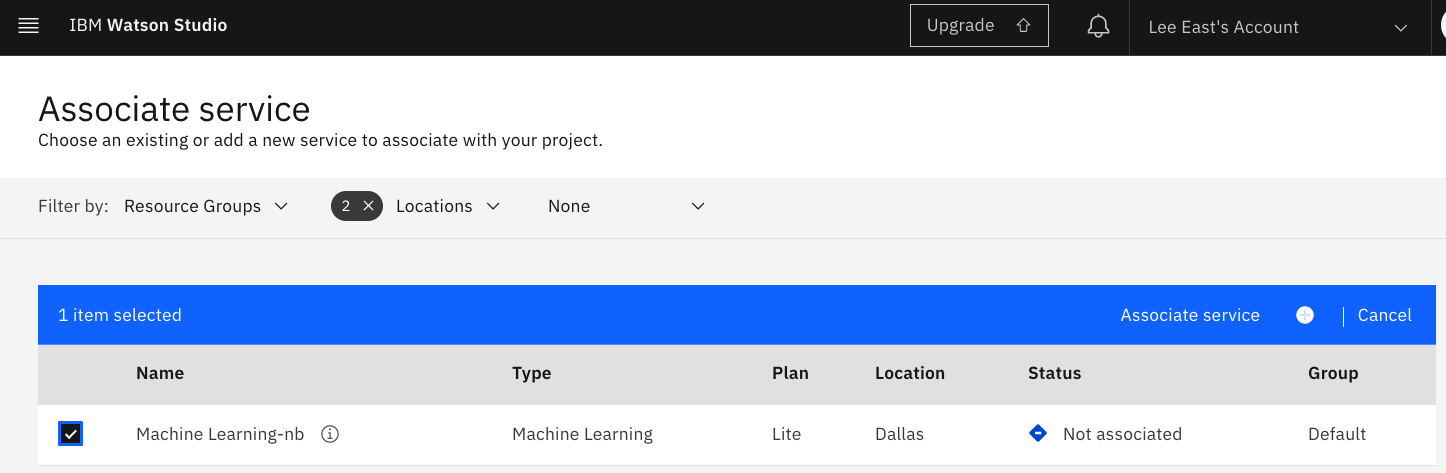 IBM Watson Studio
Upgrade
Lee East's Account
Associate service
Choose an existing or add a new service to associate with your project.
Filter by: Resource Groups 2 Locations None
1 item selected Associate service Cancel
Name Type Plan Location Status Group
Machine Learning-nb Machine Learning Lite Dallas Not associated Default